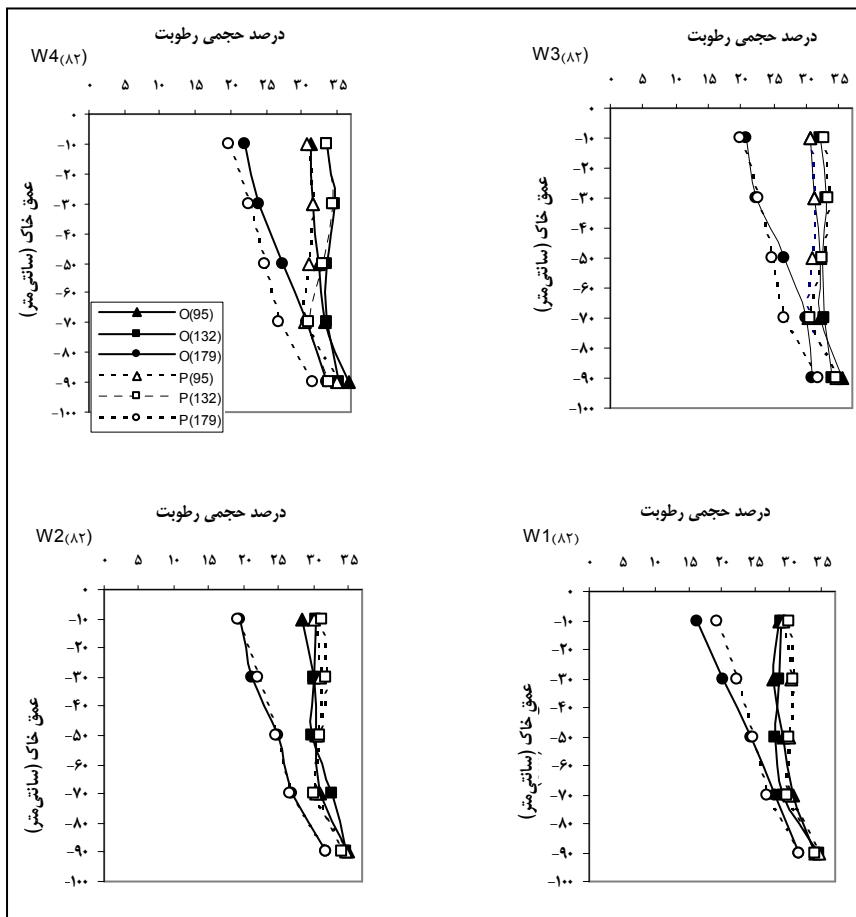 درصد حجمی رطوبت
W4(۸۲)
۰ ۵ ۱۰ ۱۵ ۲۰ ۲۵ ۳۰ ۳۵
عمق خاک (سانتی‌متر)
۰
-۱۰
-۲۰
-۳۰
-۴۰
-۵۰
-۶۰
-۷۰
-۸۰
-۹۰
-۱۰۰
O(95)
O(132)
O(179)
P(95)
P(132)
P(179)
درصد حجمی رطوبت
W3(۸۲)
۰ ۵ ۱۰ ۱۵ ۲۰ ۲۵ ۳۰ ۳۵
عمق خاک (سانتی‌متر)
۰
-۱۰
-۲۰
-۳۰
-۴۰
-۵۰
-۶۰
-۷۰
-۸۰
-۹۰
-۱۰۰
درصد حجمی رطوبت
W2(۸۲)
۰ ۵ ۱۰ ۱۵ ۲۰ ۲۵ ۳۰ ۳۵
عمق خاک (سانتی‌متر)
۰
-۱۰
-۲۰
-۳۰
-۴۰
-۵۰
-۶۰
-۷۰
-۸۰
-۹۰
-۱۰۰
درصد حجمی رطوبت
W1(۸۲)
۰ ۵ ۱۰ ۱۵ ۲۰ ۲۵ ۳۰ ۳۵
عمق خاک (سانتی‌متر)
۰
-۱۰
-۲۰
-۳۰
-۴۰
-۵۰
-۶۰
-۷۰
-۸۰
-۹۰
-۱۰۰